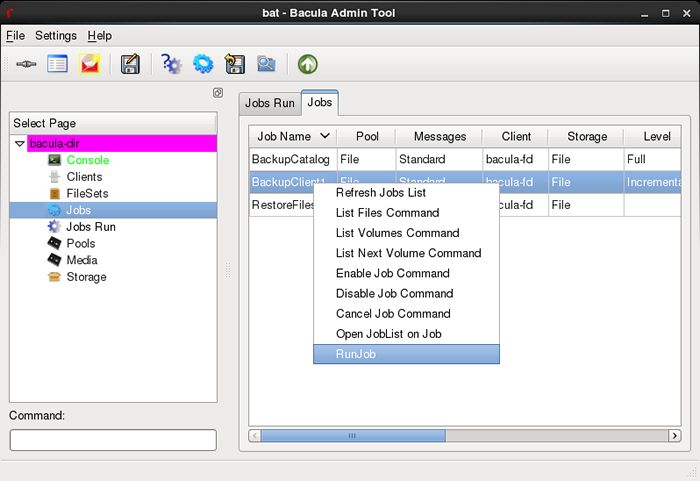 bat - Bacula Admin Tool
File Settings Help
Jobs Run Jobs
Select Page
bacula-dir
Console
Clients
FileSets
Jobs
Jobs Run
Pools
Media
Storage
Job Name Pool Messages Client Storage Level
BackupCatalog File Standard bacula-fd File Full
BackupClient1 File Standard bacula-fd File Incrementa
RestoreFiles cula-fd File
Refresh Jobs List
List Files Command
List Volumes Command
List Next Volume Command
Enable Job Command
Disable Job Command
Cancel Job Command
Open JobList on Job
RunJob
Command: